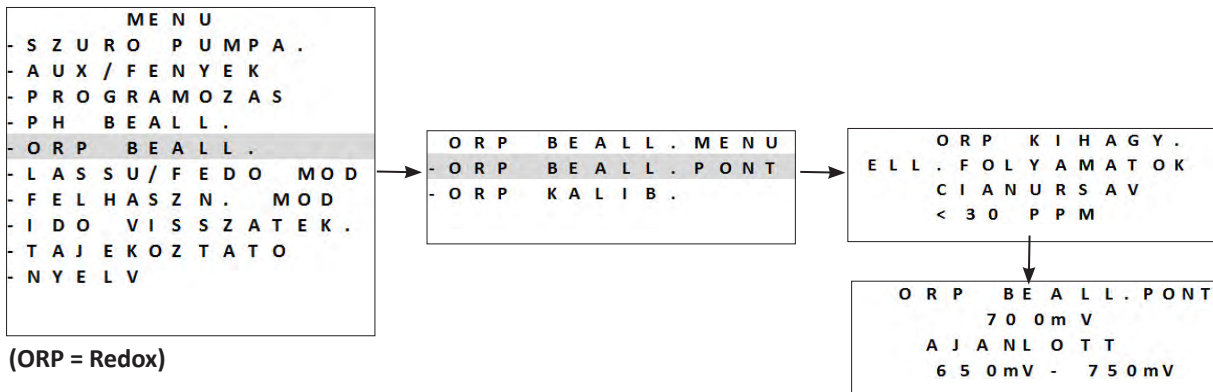 MENU
- SZURO PUMPA.
- AUX/FENYEK
- PROGRAMOZAS
- PH BEALL.
- ORP BEALL.
- LASSU/FEDO MOD
- FELHASZN. MOD
- IDO VISSZATEK.
- TAJEKOZTATO
- NYELV
(ORP = Redox)
ORP BEALL.MENU
- ORP BEALL.PONT
- ORP KALIB.
ORP KIHAGY.
ELL.FOLYAMATOK
CIANURSAV
<30 PPM
ORP BEALL.PONT
700mV
AJANLOTT
650mV - 750mV